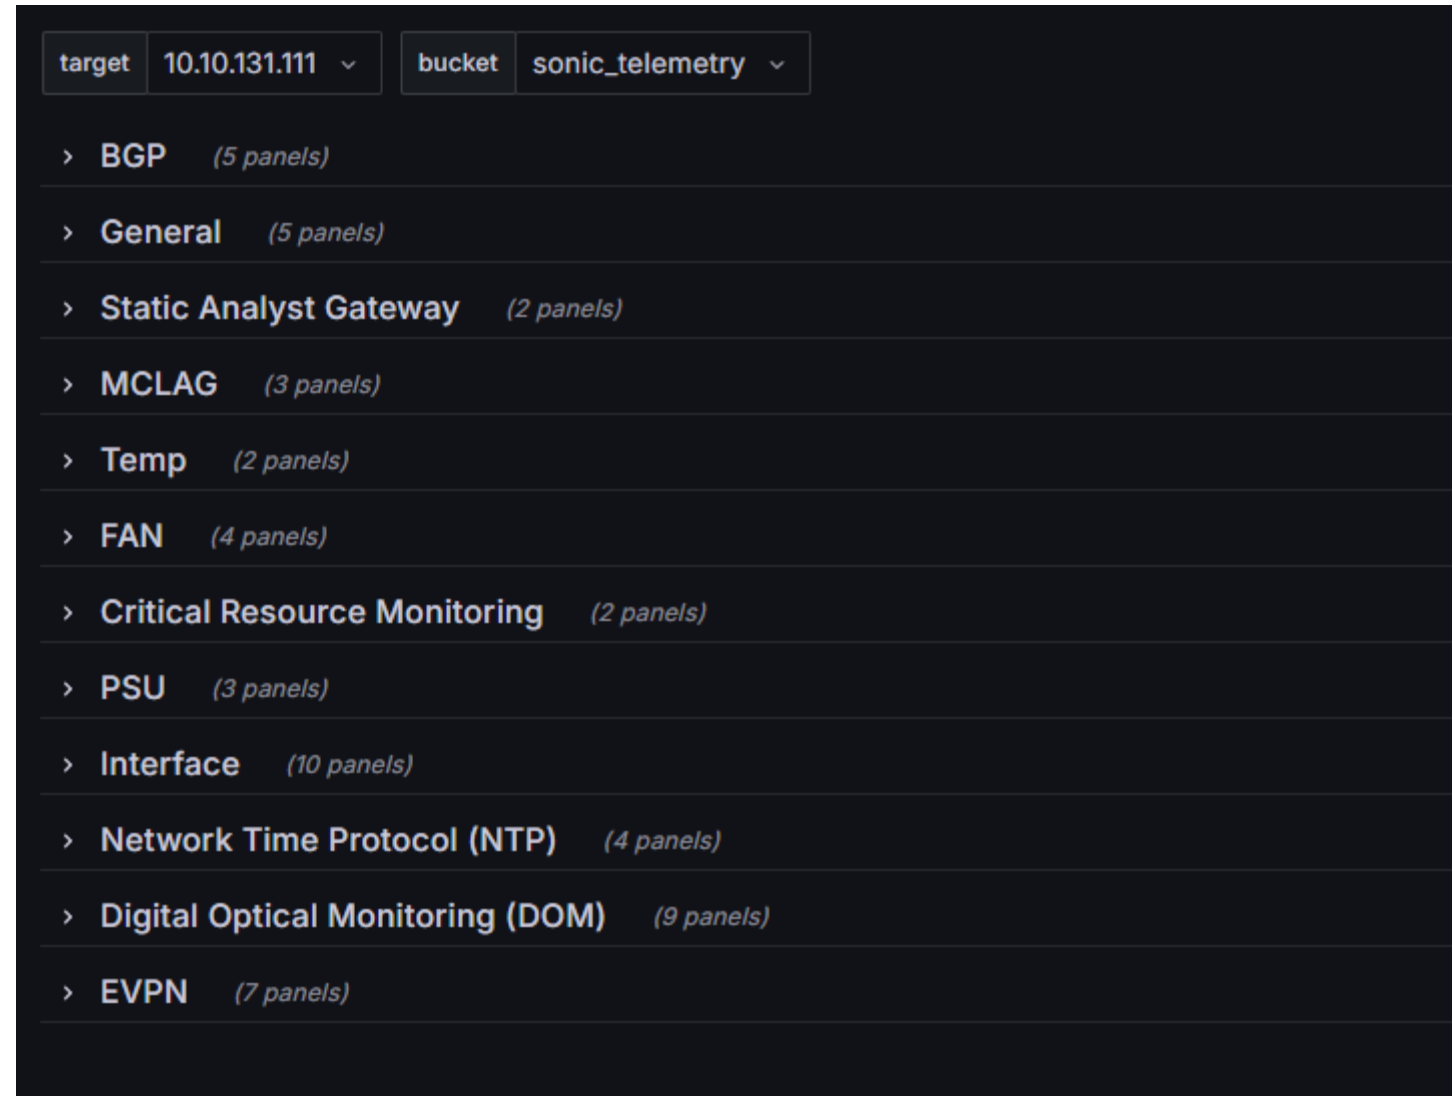 target 10.10.131.111 bucket sonic_telemetry
BGP (5 panels)
General (5 panels)
Static Analyst Gateway (2 panels)
MCLAG (3 panels)
Temp (2 panels)
FAN (4 panels)
Critical Resource Monitoring (2 panels)
PSU (3 panels)
Interface (10 panels)
Network Time Protocol (NTP) (4 panels)
Digital Optical Monitoring (DOM) (9 panels)
EVPN (7 panels)